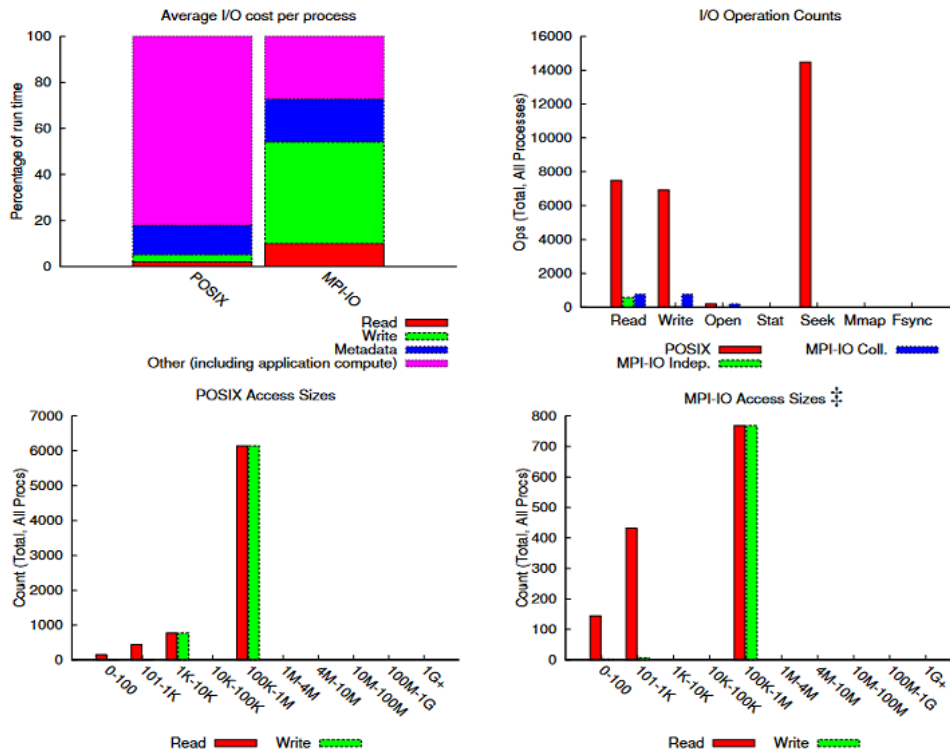 Average I/O cost per process
100
80
60
40
20
0
Percentage of run time
POSIX
MPI-IO
Read
Write
Metadata
Other (including application compute)
I/O Operation Counts
16000
14000
12000
10000
8000
6000
4000
2000
0
Ops (Total, All Processes)
Read Write Open Stat Seek Mmap Fsync
POSIX MPI-IO Coll.
MPI-IO Indep.
POSIX Access Sizes
7000
6000
5000
4000
3000
2000
1000
0
Count (Total, All Procs)
0-100
101-1K
1K-10K
10K-100K
100K-1M
1M-4M
4M-10M
10M-100M
100M-1G
1G+
Read Write
MPI-IO Access Sizes ‡
800
700
600
500
400
300
200
100
0
Count (Total, All Procs)
0-100
101-1K
1K-10K
10K-100K
100K-1M
1M-4M
4M-10M
10M-100M
100M-1G
1G+
Read Write